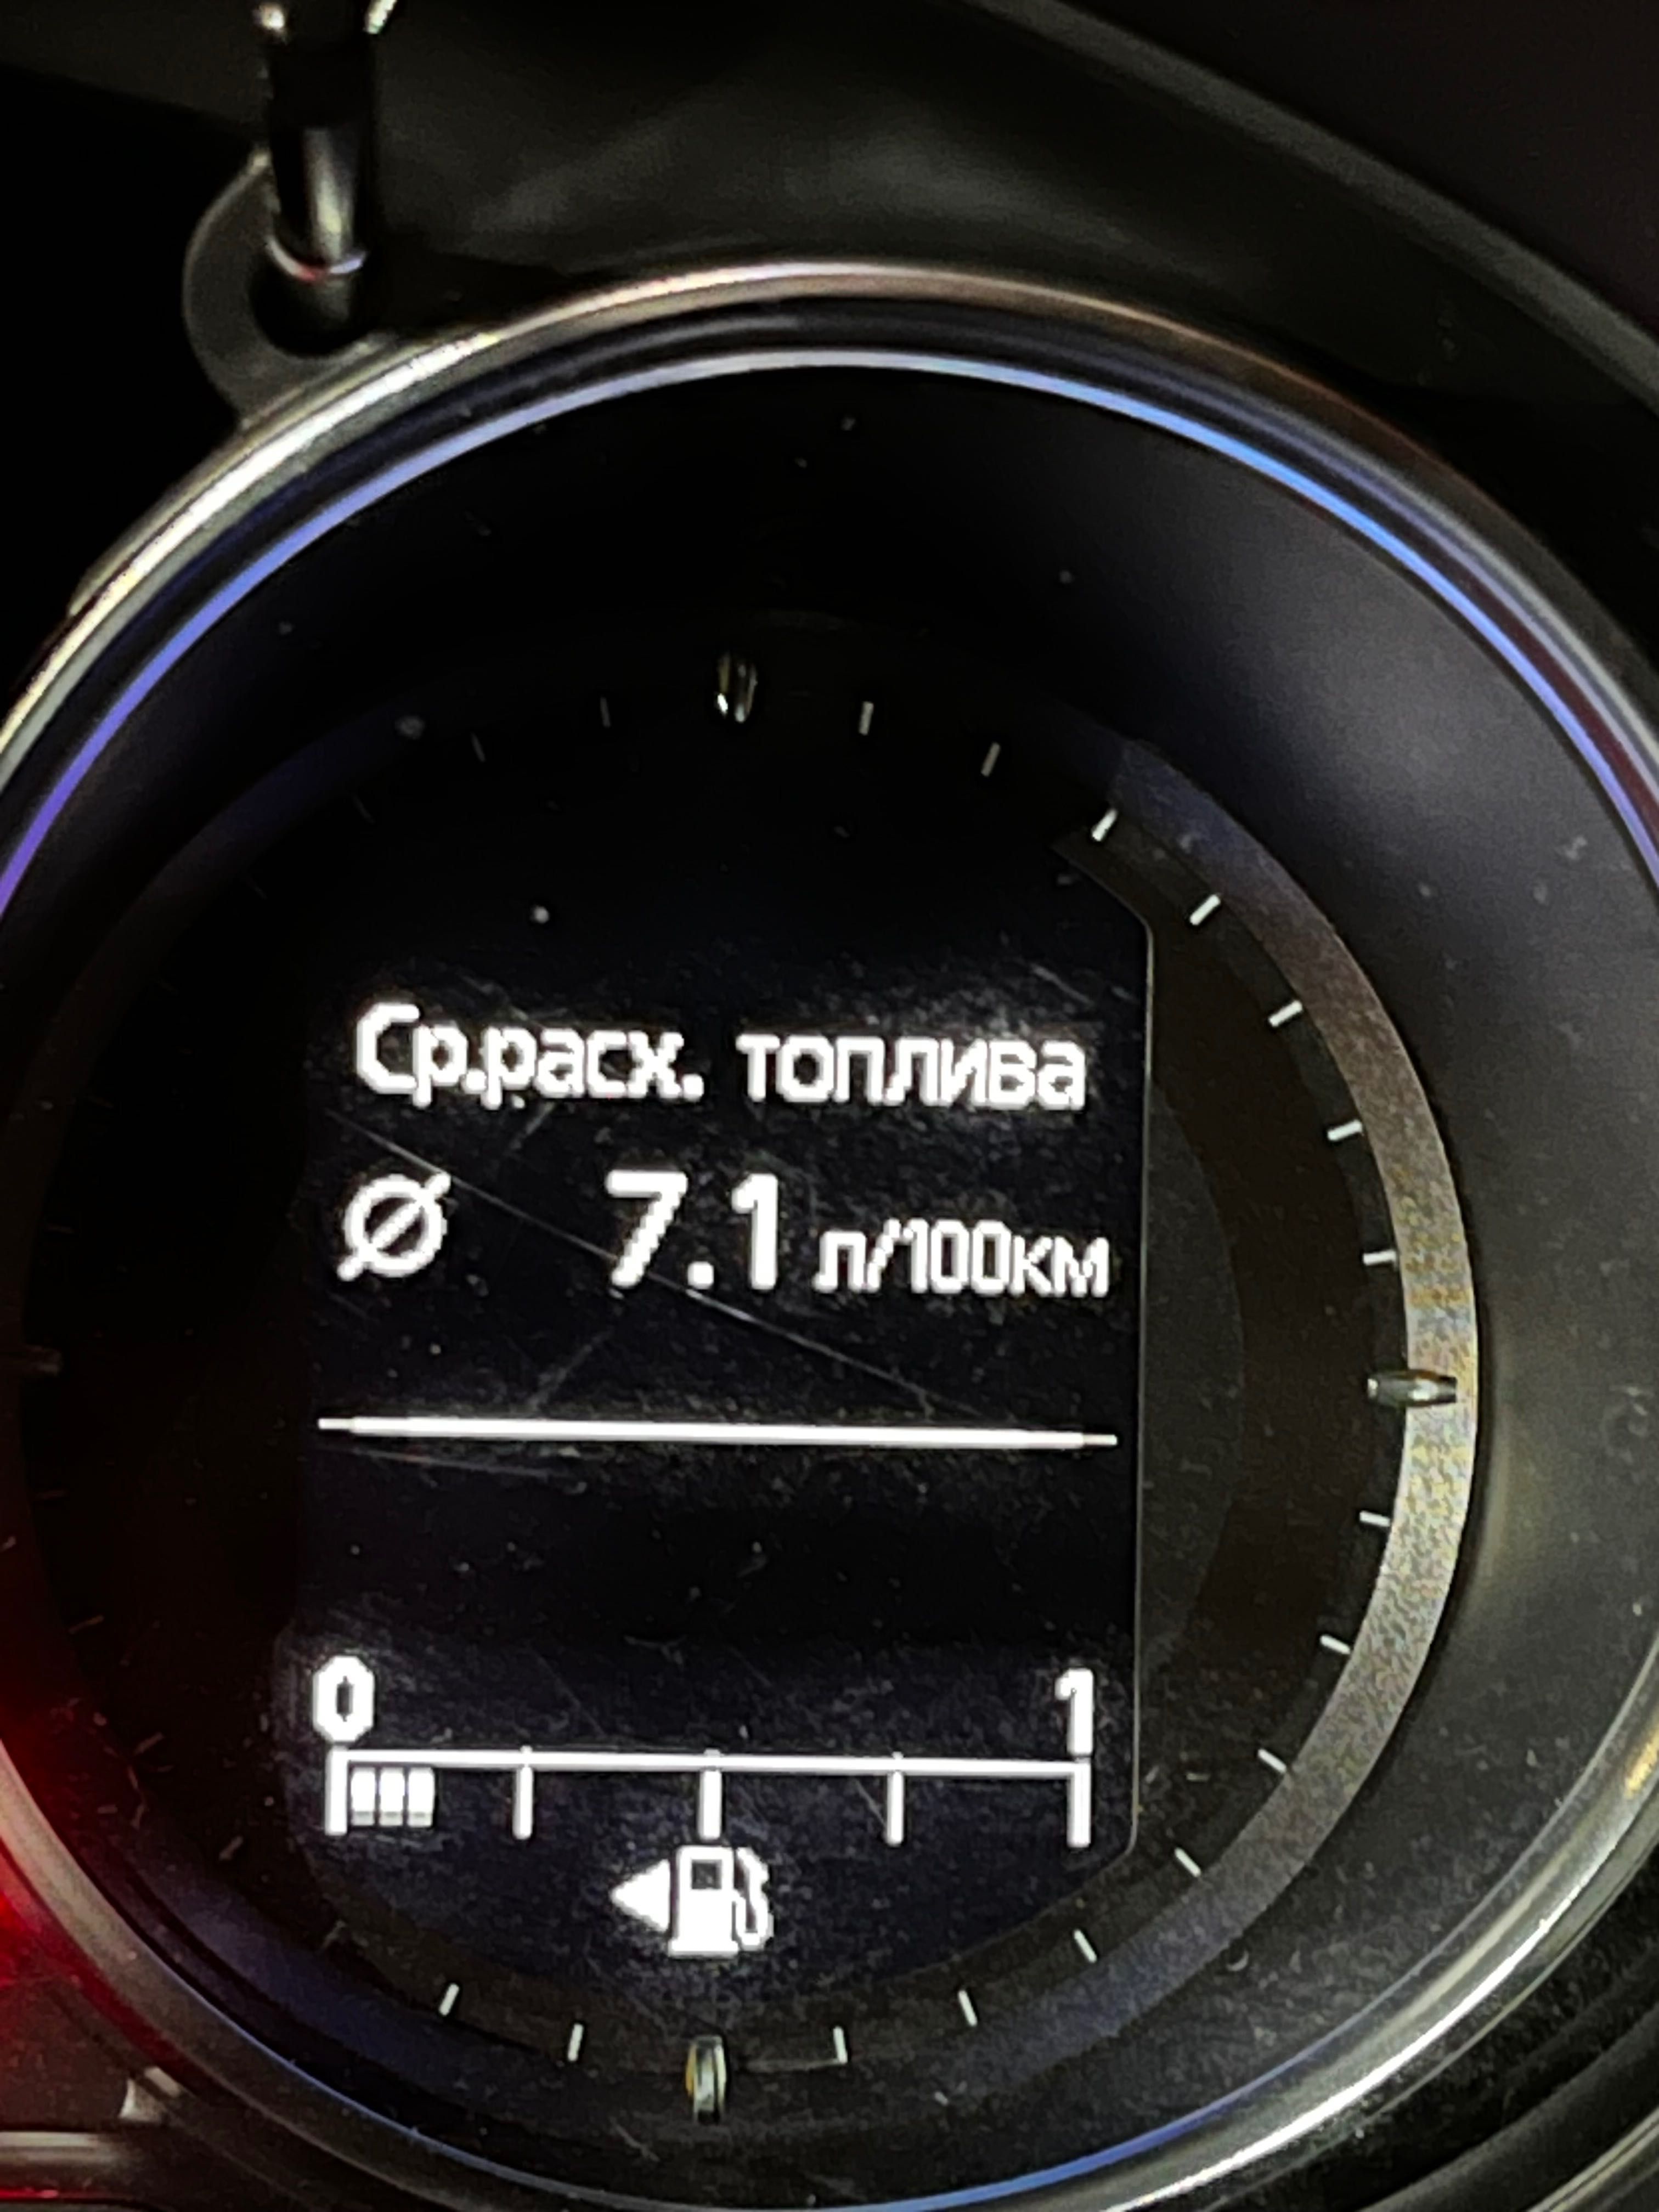 Ср.расх. топлива
Ø 7.1 л/100км
0 1